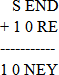 S END
+ 1 0 RE
-----------
1 0 NEY